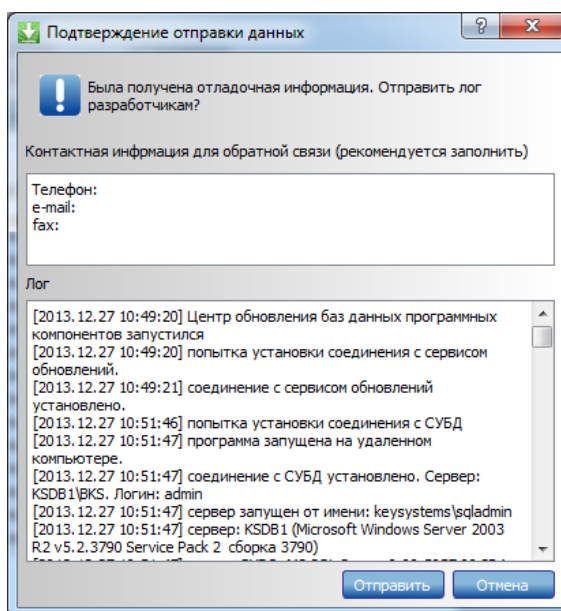 Подтверждение отправки данных
Была получена отладочная информация. Отправить лог
разработчикам?
Контактная инфрмация для обратной связи (рекомендуется заполнить)
Телефон:
e-mail:
fax:
Лог
[2013.12.27 10:49:20] Центр обновления баз данных программных
компонентов запустился
[2013.12.27 10:49:20] попытка установки соединения с сервисом
обновлений.
[2013.12.27 10:49:21] соединение с сервисом обновлений
установлено.
[2013.12.27 10:51:46] попытка установки соединения с СУБД
[2013.12.27 10:51:47] программа запущена на удаленном
компьютере.
[2013.12.27 10:51:47] соединение с СУБД установлено. Сервер:
KSDB1\BKS. Логин: admin
[2013.12.27 10:51:47] сервер запущен от имени: keysystems\sqladmin
[2013.12.27 10:51:47] сервер: KSDB1 (Microsoft Windows Server 2003
R2 v5.2.3790 Service Pack 2 сборка 3790)
Отправить
Отмена